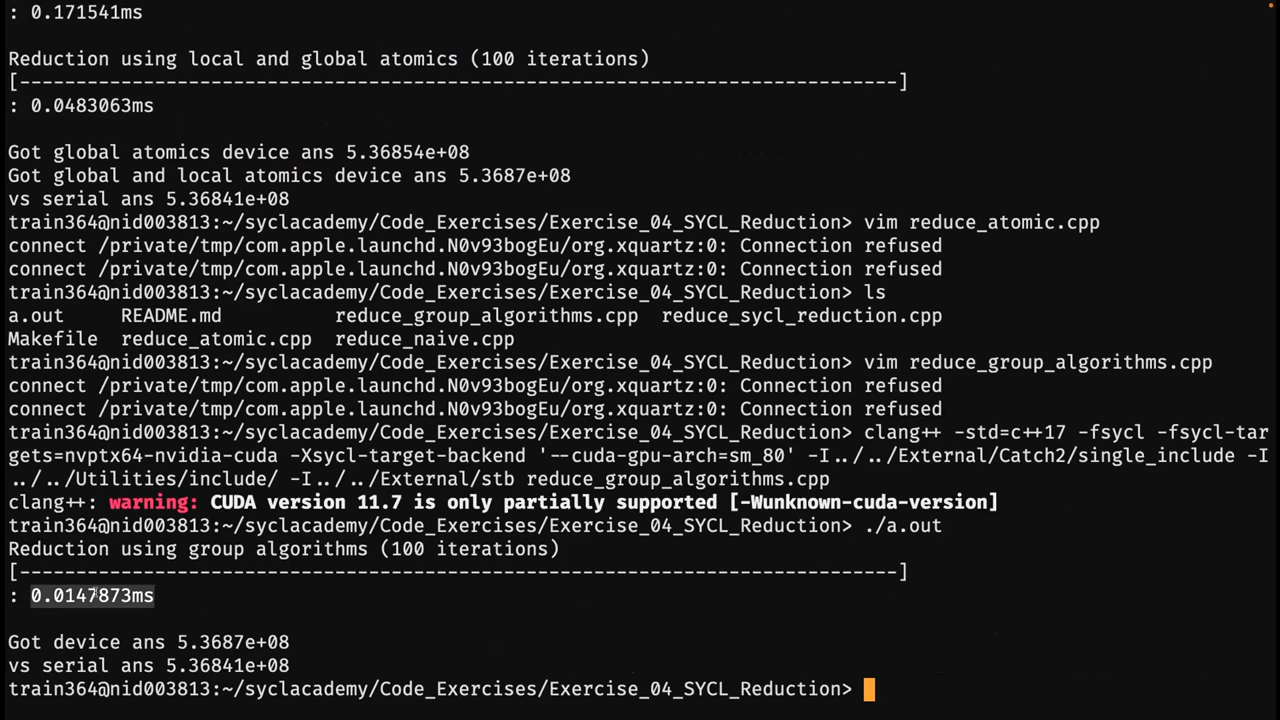 : 0.171541ms
Reduction using local and global atomics (100 iterations)
[------------------------------------------------------------------------------]
: 0.0483063ms
Got global atomics device ans 5.36854e+08
Got global and local atomics device ans 5.3687e+08
vs serial ans 5.36841e+08
train364@nid003813:~/syclacademy/Code_Exercises/Exercise_04_SYCL_Reduction> vim reduce_atomic.cpp
connect /private/tmp/com.apple.launchd.N0v93bogEu/org.xquartz:0: Connection refused
connect /private/tmp/com.apple.launchd.N0v93bogEu/org.xquartz:0: Connection refused
train364@nid003813:~/syclacademy/Code_Exercises/Exercise_04_SYCL_Reduction> ls
a.out     README.md          reduce_group_algorithms.cpp  reduce_sycl_reduction.cpp
Makefile  reduce_atomic.cpp  reduce_naive.cpp
train364@nid003813:~/syclacademy/Code_Exercises/Exercise_04_SYCL_Reduction> vim reduce_group_algorithms.cpp
connect /private/tmp/com.apple.launchd.N0v93bogEu/org.xquartz:0: Connection refused
connect /private/tmp/com.apple.launchd.N0v93bogEu/org.xquartz:0: Connection refused
train364@nid003813:~/syclacademy/Code_Exercises/Exercise_04_SYCL_Reduction> clang++ -std=c++17 -fsycl -fsycl-tar
gets=nvptx64-nvidia-cuda -Xsycl-target-backend '--cuda-gpu-arch=sm_80' -I../../External/Catch2/single_include -I
../../Utilities/include/ -I../../External/stb reduce_group_algorithms.cpp
clang++: warning: CUDA version 11.7 is only partially supported [-Wunknown-cuda-version]
train364@nid003813:~/syclacademy/Code_Exercises/Exercise_04_SYCL_Reduction> ./a.out
Reduction using group algorithms (100 iterations)
[------------------------------------------------------------------------------]
: 0.0147873ms
Got device ans 5.3687e+08
vs serial ans 5.36841e+08
train364@nid003813:~/syclacademy/Code_Exercises/Exercise_04_SYCL_Reduction>